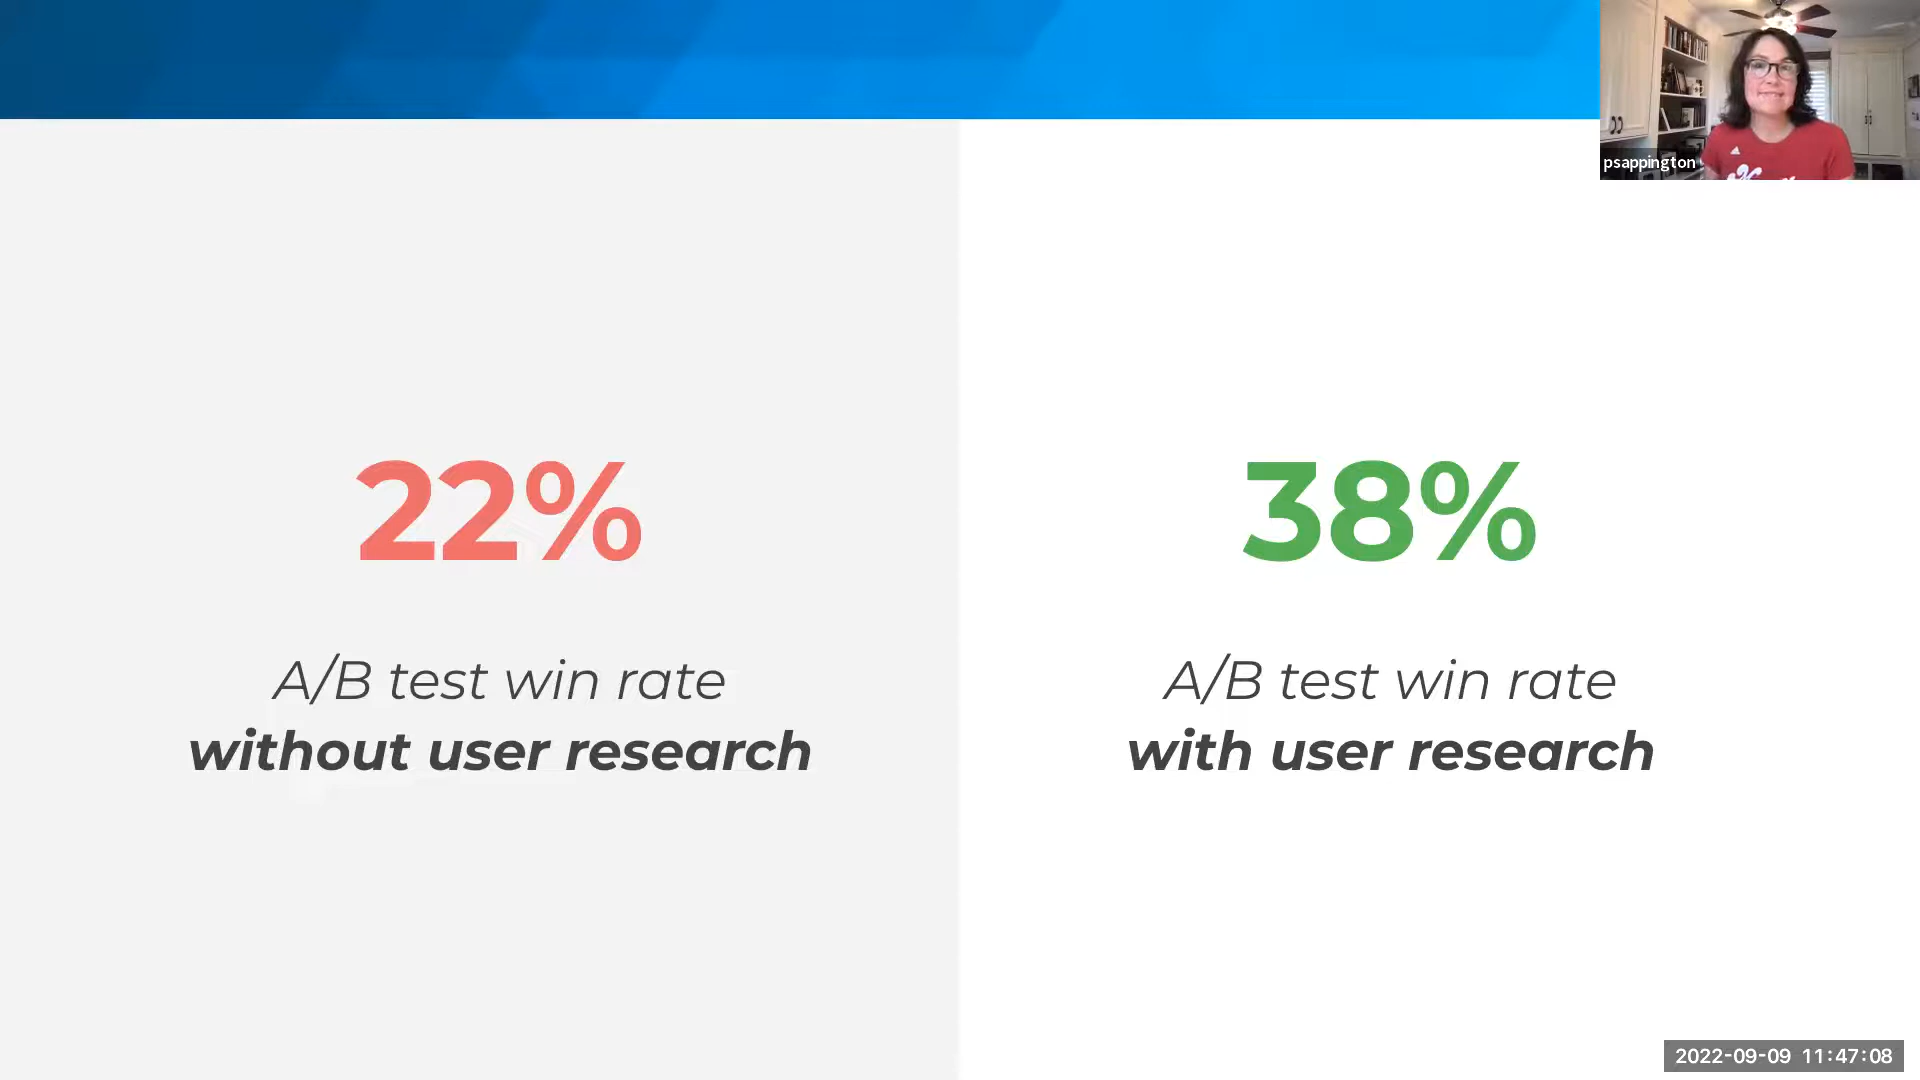 psappington
22%
A/B test win rate
without user research
38%
A/B test win rate
with user research
2022-09-09 11:47:08